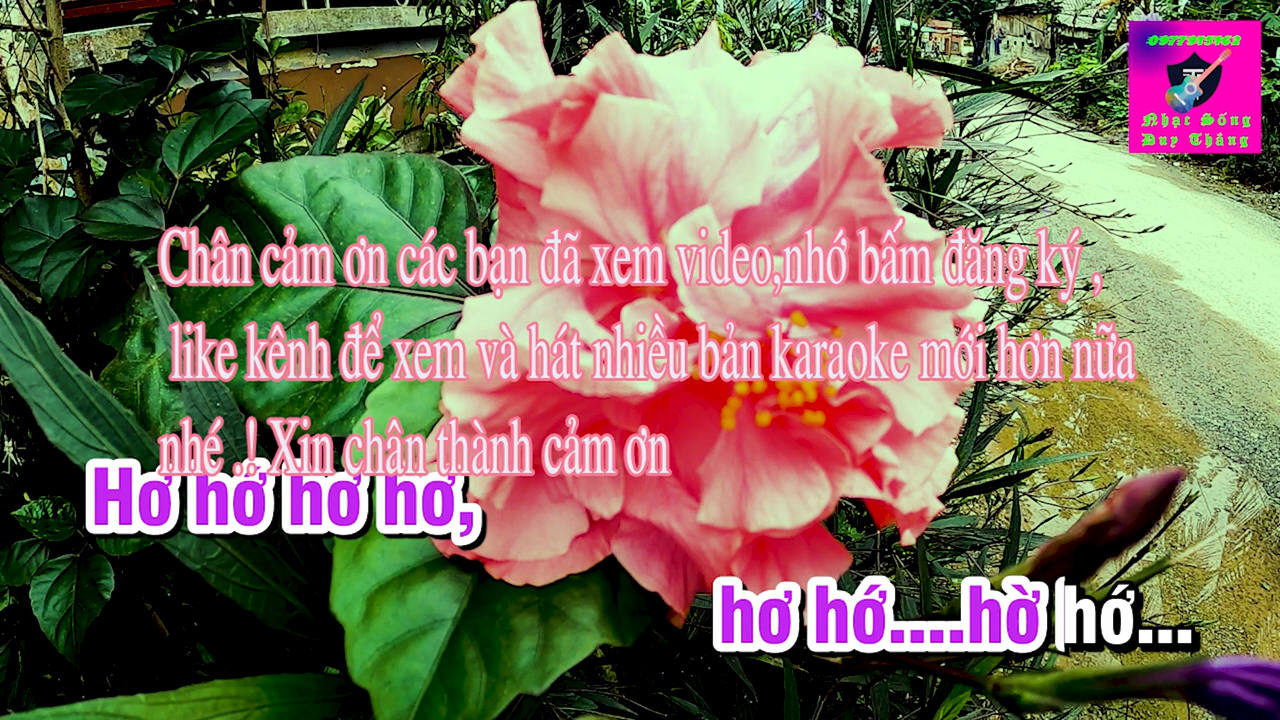 Nhạc Sống
Duy Thắng
Chân cảm ơn các bạn đã xem video,nhớ bấm đăng ký ,
like kênh để xem và hát nhiều bản karaoke mới hơn nữa
nhé .! Xin chân thành cảm ơn
Hơ hớ hơ hơ,
hơ hớ....hờ hớ...